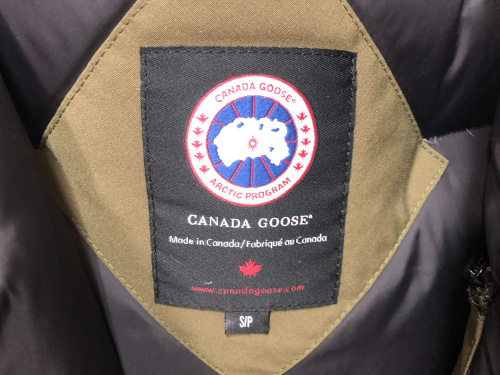 CANADA GOOSE®
ARCTIC PROGRAM
CANADA GOOSE®
Made in Canada/Fabriqué au Canada
www.canadagoose.com
S/P